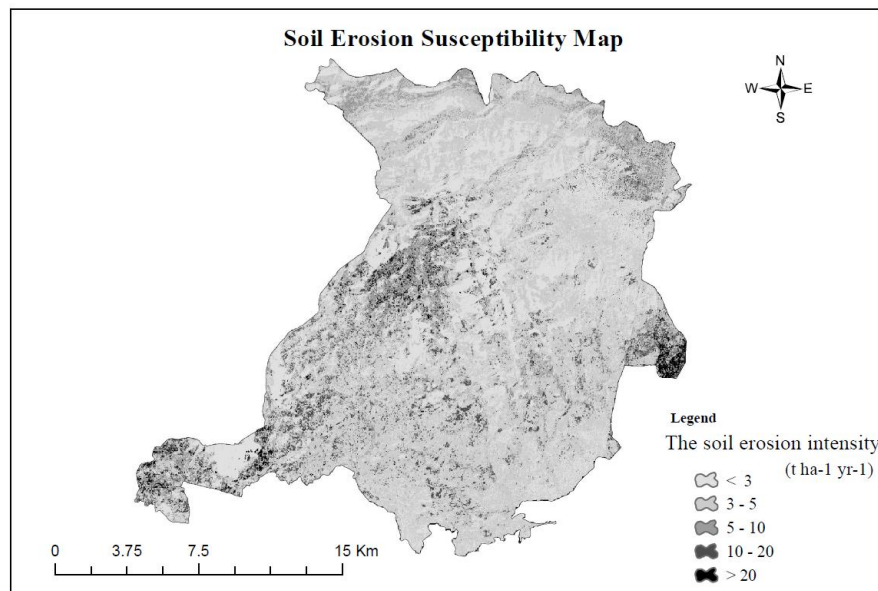 Soil Erosion Susceptibility Map
N
W E
S
Legend
The soil erosion intensity
(t ha-1 yr-1)
< 3
3 - 5
5 - 10
10 - 20
> 20
0 3.75 7.5 15 Km